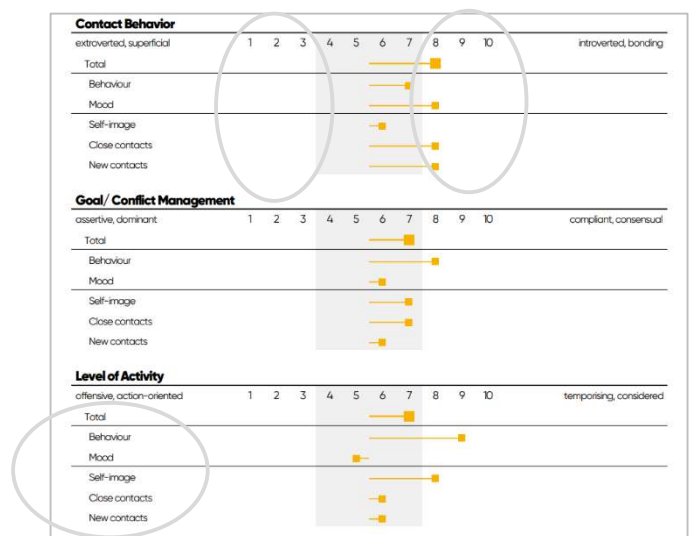 Contact Behavior
extroverted, superficial 1 2 3 4 5 6 7 8 9 10 introverted, bonding
Total
Behaviour
Mood
Self-image
Close contacts
New contacts
Goal/ Conflict Management
assertive, dominant 1 2 3 4 5 6 7 8 9 10 compliant, consensual
Total
Behaviour
Mood
Self-image
Close contacts
New contacts
Level of Activity
offensive, action-oriented 1 2 3 4 5 6 7 8 9 10 temporising, considered
Total
Behaviour
Mood
Self-image
Close contacts
New contacts